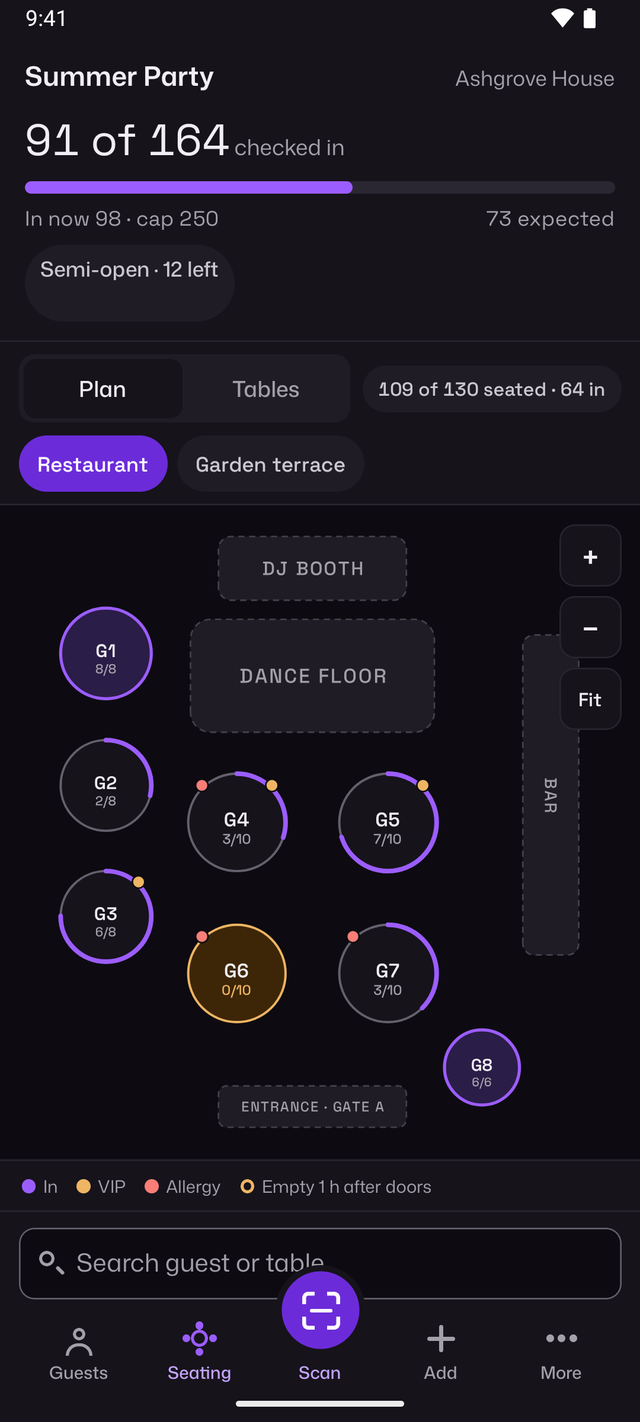 9:41
Summer Party
Ashgrove House
91 of 164 checked in
In now 98 · cap 250
73 expected
Semi-open · 12 left
Plan
Tables
109 of 130 seated · 64 in
Restaurant
Garden terrace
DJ BOOTH
+
G1
8/8
DANCE FLOOR
−
Fit
G2
2/8
G4
3/10
G5
7/10
BAR
G3
6/8
G6
0/10
G7
3/10
G8
6/6
ENTRANCE · GATE A
In
VIP
Allergy
Empty 1 h after doors
Search guest or table
Guests
Seating
Scan
Add
More